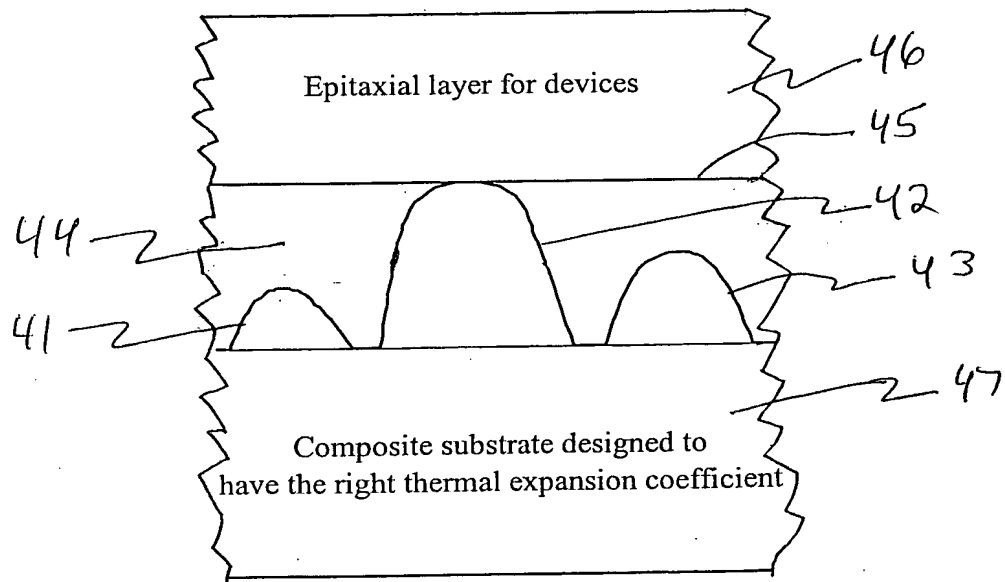 46
Epitaxial layer for devices
45
42
44
43
41
47
Composite substrate designed to
have the right thermal expansion coefficient